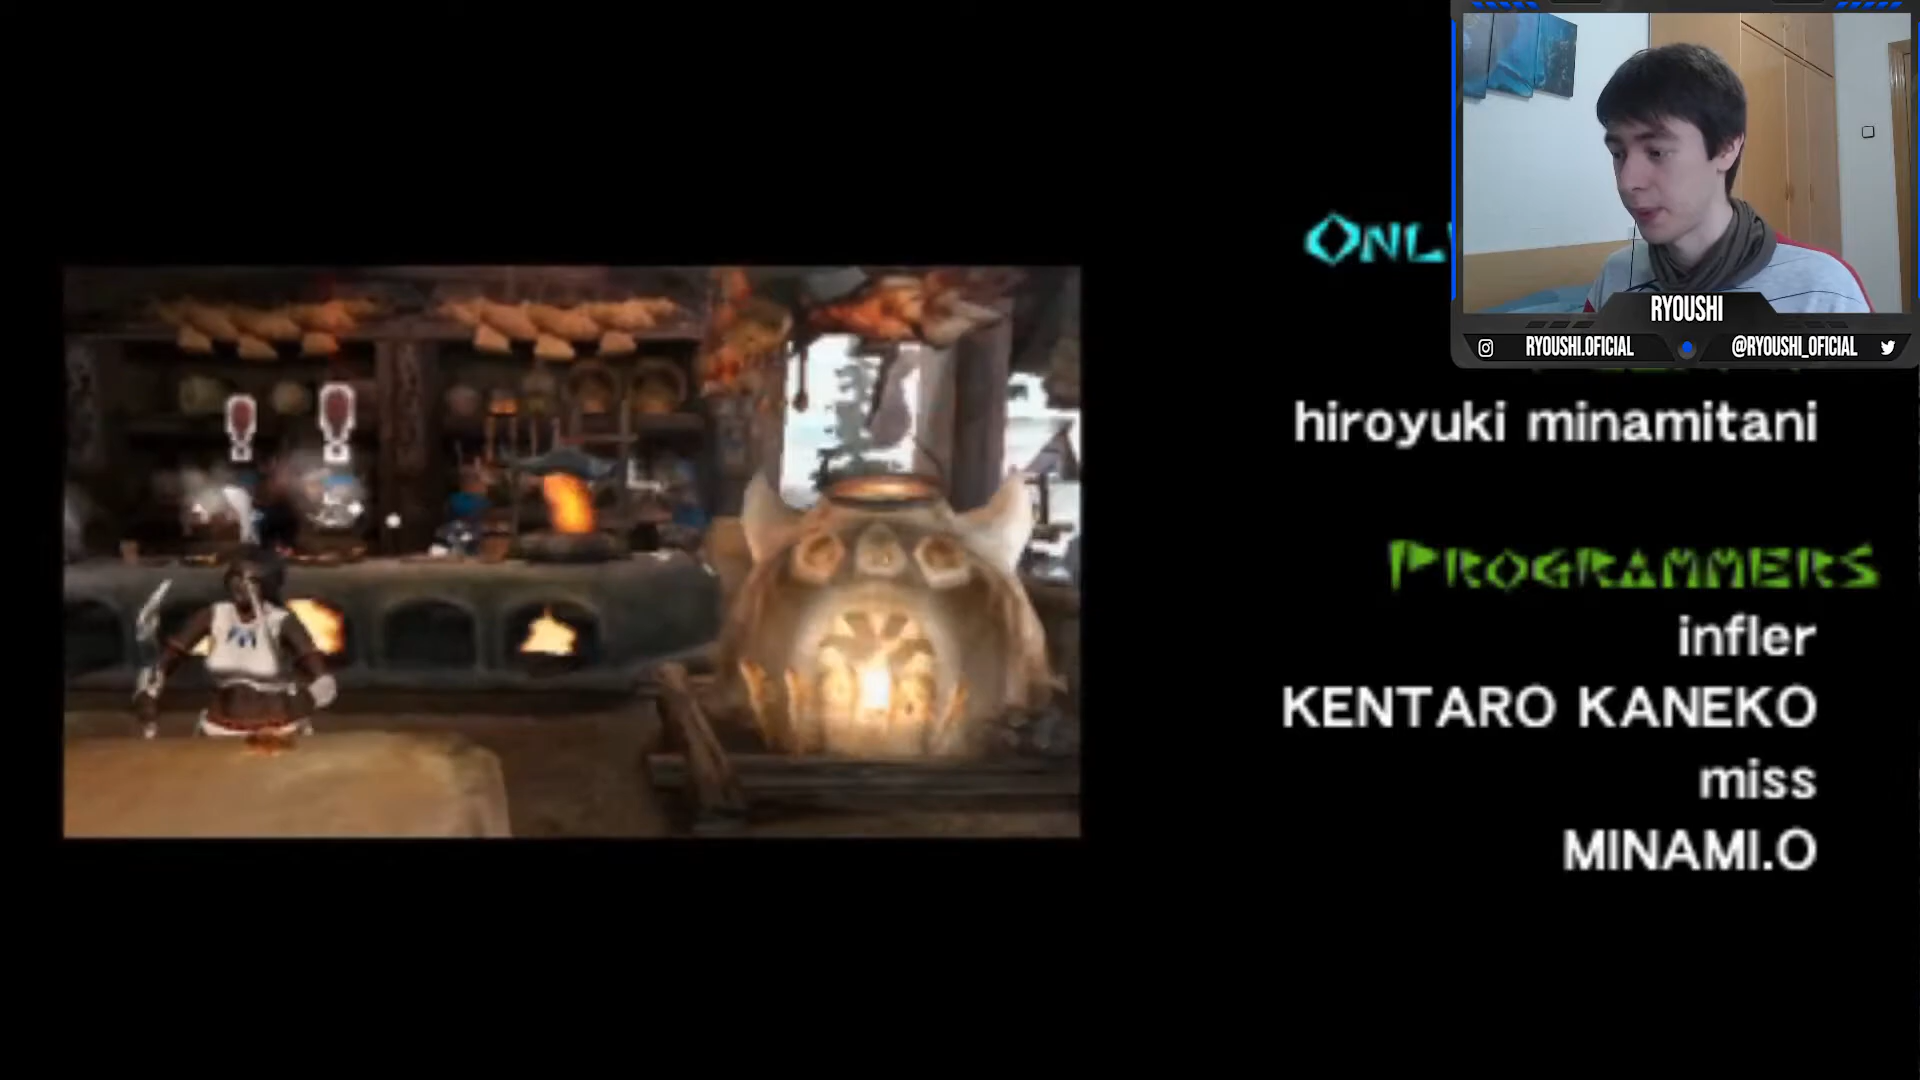 ONL
hiroyuki minamitani
PROGRAMMERS
infler
KENTARO KANEKO
miss
MINAMI.O
RYOUSHI
RYOUSHI.OFICIAL
@RYOUSHI_OFICIAL